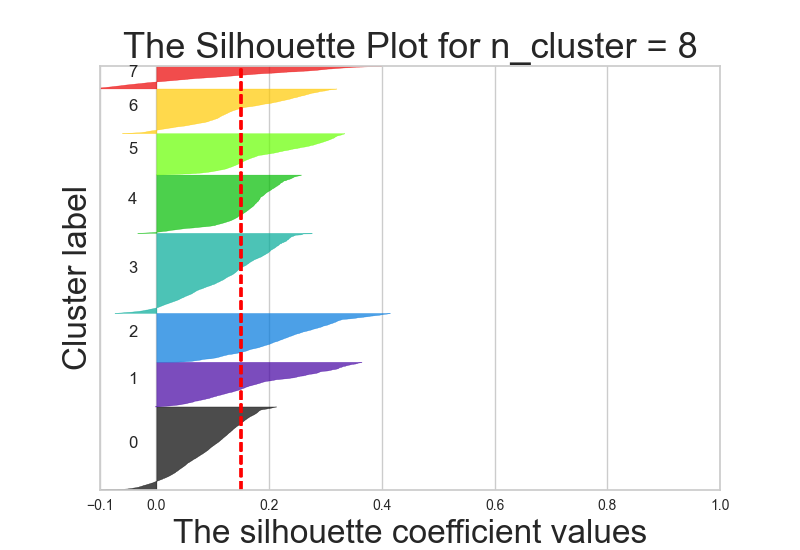 The Silhouette Plot for n_cluster = 8
7
6
5
4
3
2
1
0
Cluster label
−0.1 0.0 0.2 0.4 0.6 0.8 1.0
The silhouette coefficient values